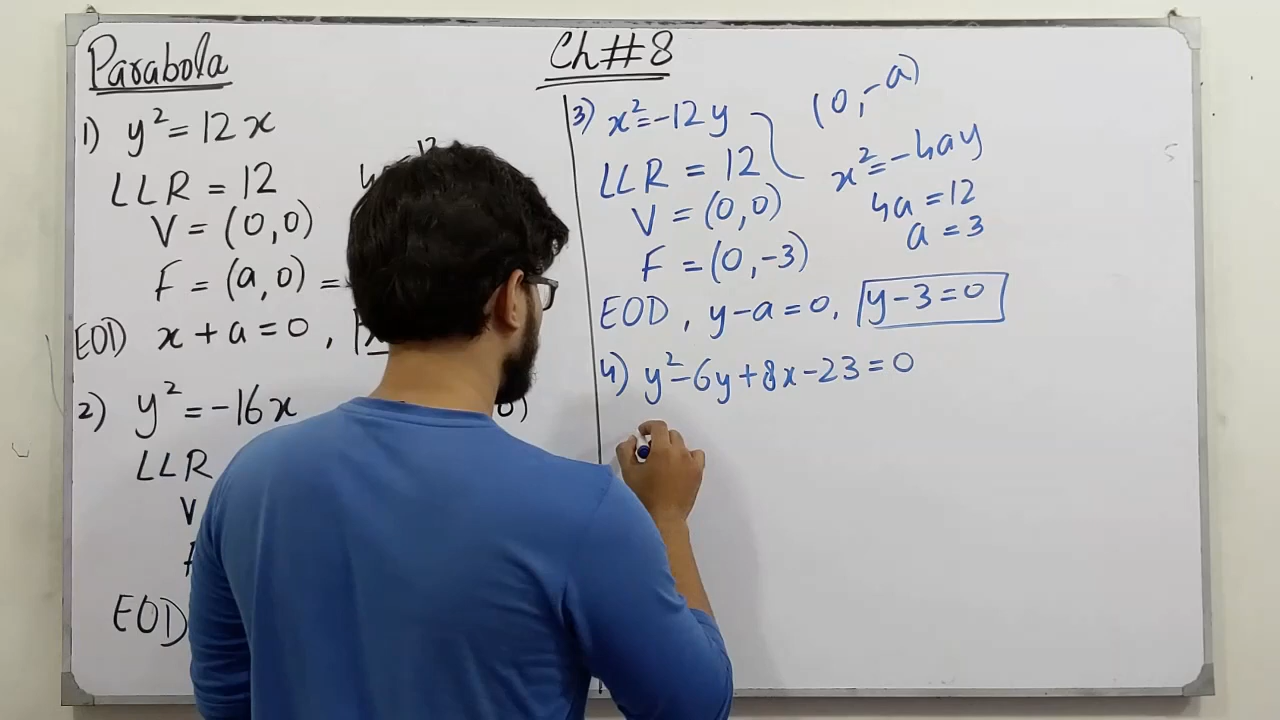 Parabola
Ch#8
1) y² = 12x
LLR = 12
V = (0,0)
F = (a,0) =
EOD x + a = 0,
2) y² = -16x
LLR
V
EOD
3) x² = -12y
(0,-a)
LLR = 12
x² = -4ay
V = (0,0)
4a = 12
F = (0,-3)
a = 3
EOD, y-a = 0, y-3=0
4) y²-6y+8x-23=0